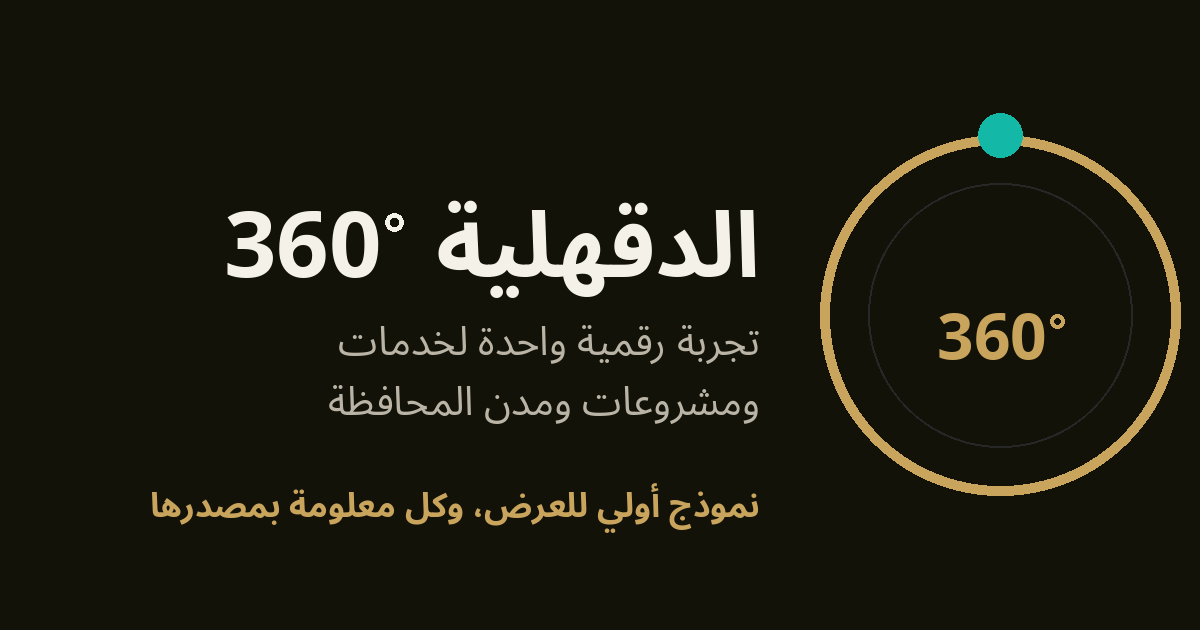 الدقهلية 360°
تجربة رقمية واحدة لخدمات
ومشروعات ومدن المحافظة
نموذج أولي للعرض، وكل معلومة بمصدرها
360°